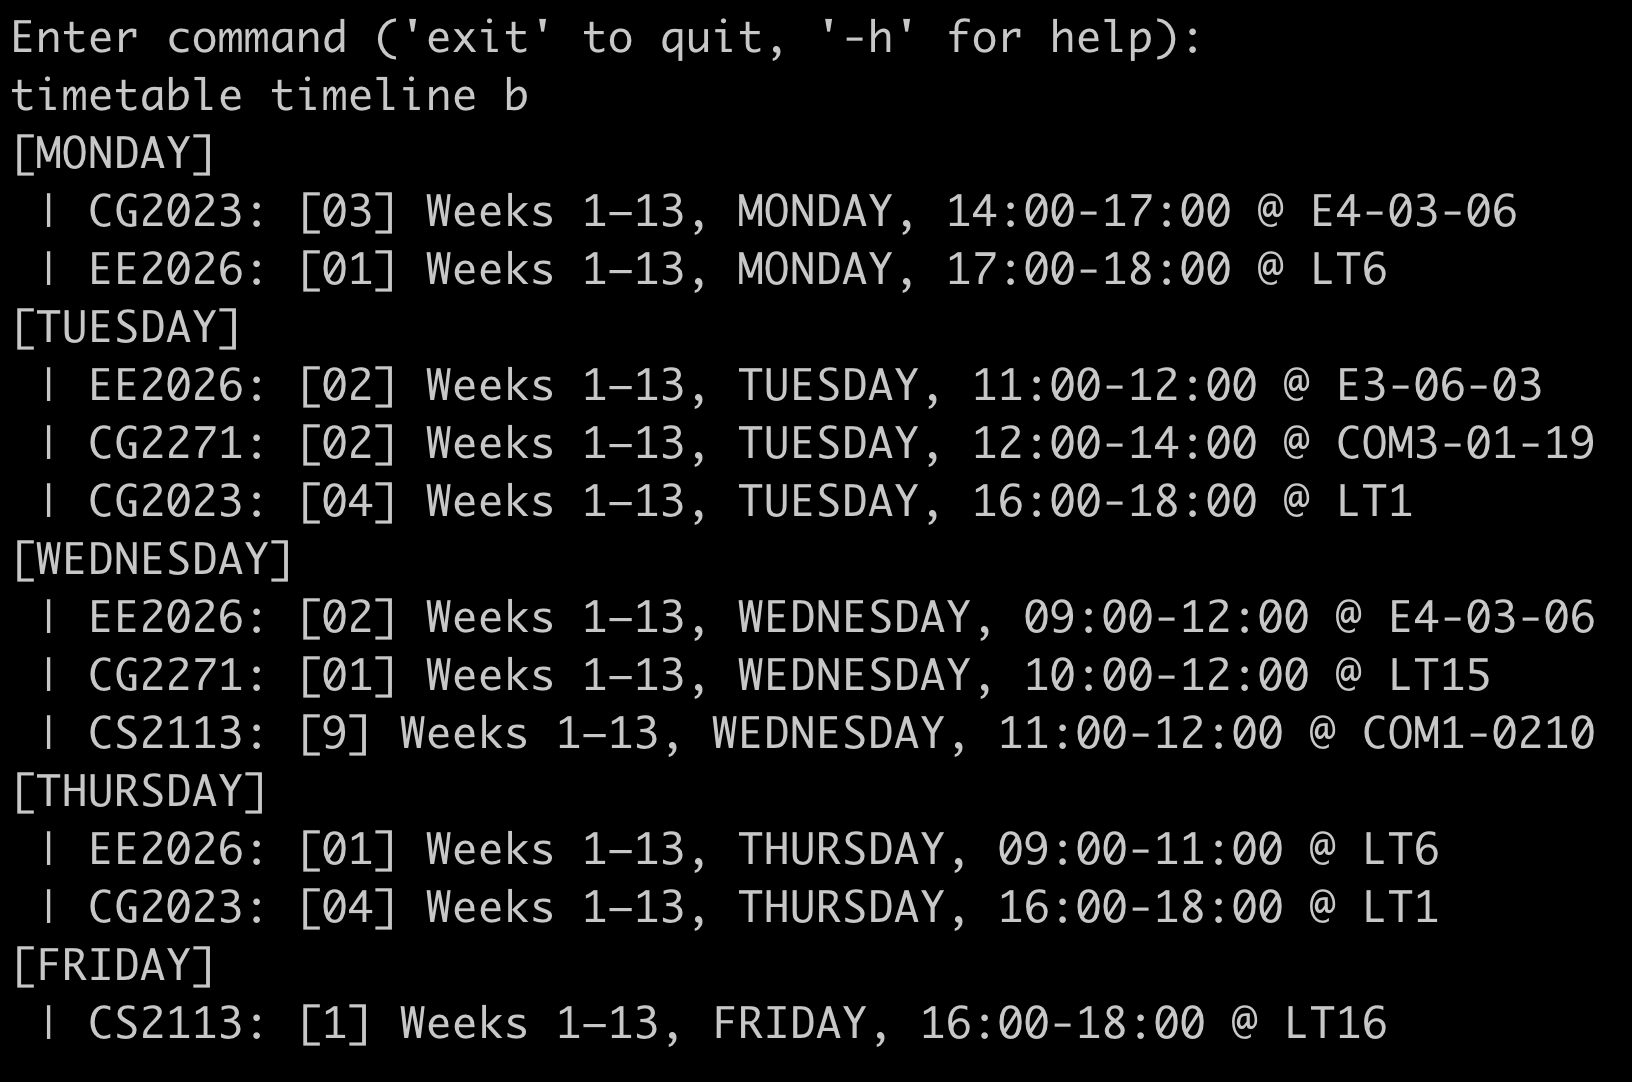 Enter command ('exit' to quit, '-h' for help):
timetable timeline b
[MONDAY]
 | CG2023: [03] Weeks 1–13, MONDAY, 14:00-17:00 @ E4-03-06
 | EE2026: [01] Weeks 1–13, MONDAY, 17:00-18:00 @ LT6
[TUESDAY]
 | EE2026: [02] Weeks 1–13, TUESDAY, 11:00-12:00 @ E3-06-03
 | CG2271: [02] Weeks 1–13, TUESDAY, 12:00-14:00 @ COM3-01-19
 | CG2023: [04] Weeks 1–13, TUESDAY, 16:00-18:00 @ LT1
[WEDNESDAY]
 | EE2026: [02] Weeks 1–13, WEDNESDAY, 09:00-12:00 @ E4-03-06
 | CG2271: [01] Weeks 1–13, WEDNESDAY, 10:00-12:00 @ LT15
 | CS2113: [9] Weeks 1–13, WEDNESDAY, 11:00-12:00 @ COM1-0210
[THURSDAY]
 | EE2026: [01] Weeks 1–13, THURSDAY, 09:00-11:00 @ LT6
 | CG2023: [04] Weeks 1–13, THURSDAY, 16:00-18:00 @ LT1
[FRIDAY]
 | CS2113: [1] Weeks 1–13, FRIDAY, 16:00-18:00 @ LT16